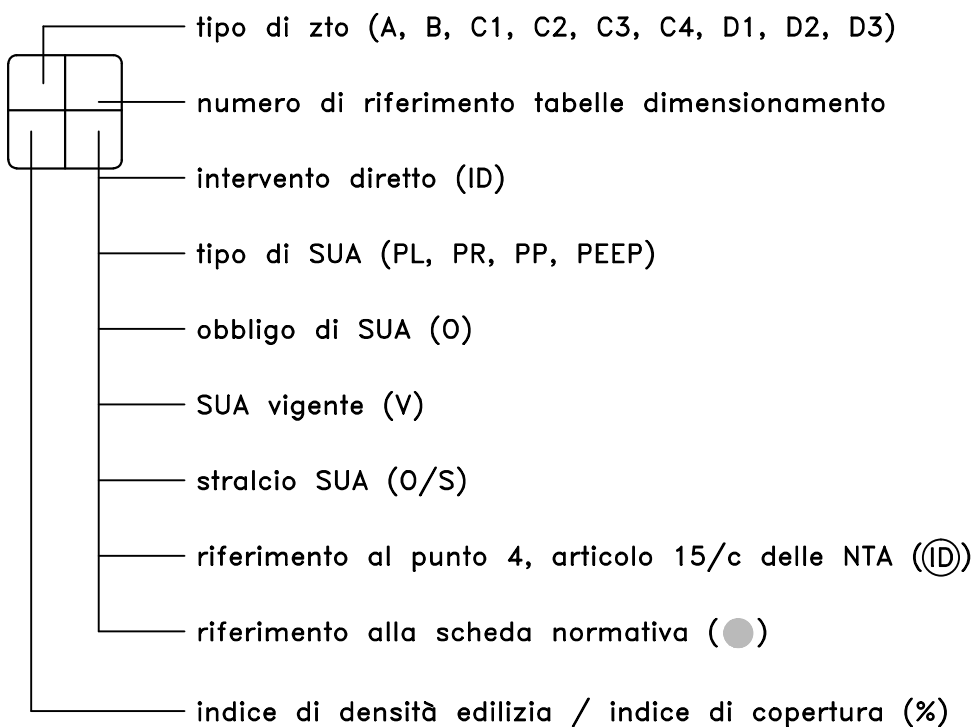 tipo di zto (A, B, C1, C2, C3, C4, D1, D2, D3)
numero di riferimento tabelle dimensionamento
intervento diretto (ID)
tipo di SUA (PL, PR, PP, PEEP)
obbligo di SUA (O)
SUA vigente (V)
stralcio SUA (O/S)
riferimento al punto 4, articolo 15/c delle NTA (ID)
riferimento alla scheda normativa ( )
indice di densità edilizia / indice di copertura (%)